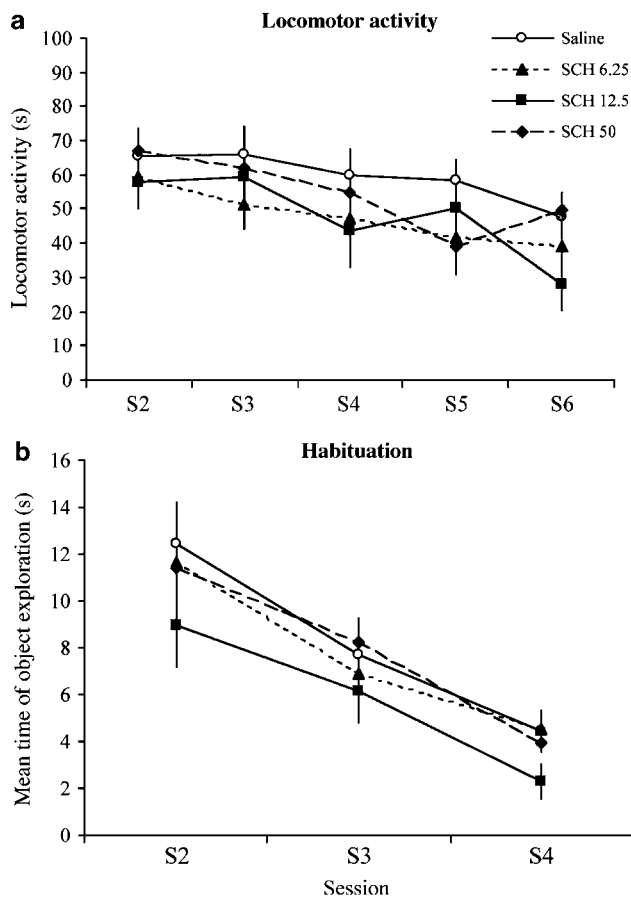 a
Locomotor activity
Saline
SCH 6.25
SCH 12.5
SCH 50
Locomotor activity (s)
100
90
80
70
60
50
40
30
20
10
0
S2 S3 S4 S5 S6
b
Habituation
Mean time of object exploration (s)
16
14
12
10
8
6
4
2
0
S2 S3 S4
Session